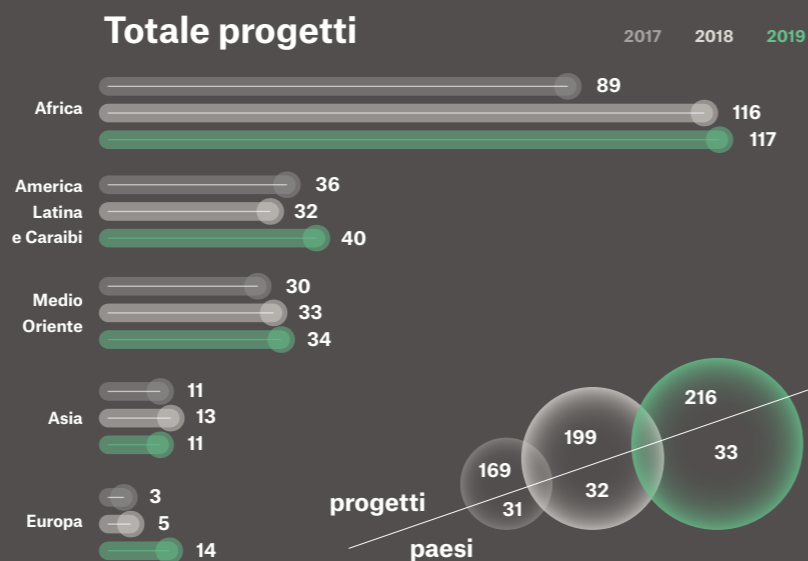 Totale progetti
2017 2018 2019
Africa
89
116
117
America
Latina
e Caraibi
36
32
40
Medio
Oriente
30
33
34
Asia
11
13
11
Europa
3
5
14
progetti
169
199
216
paesi
31
32
33